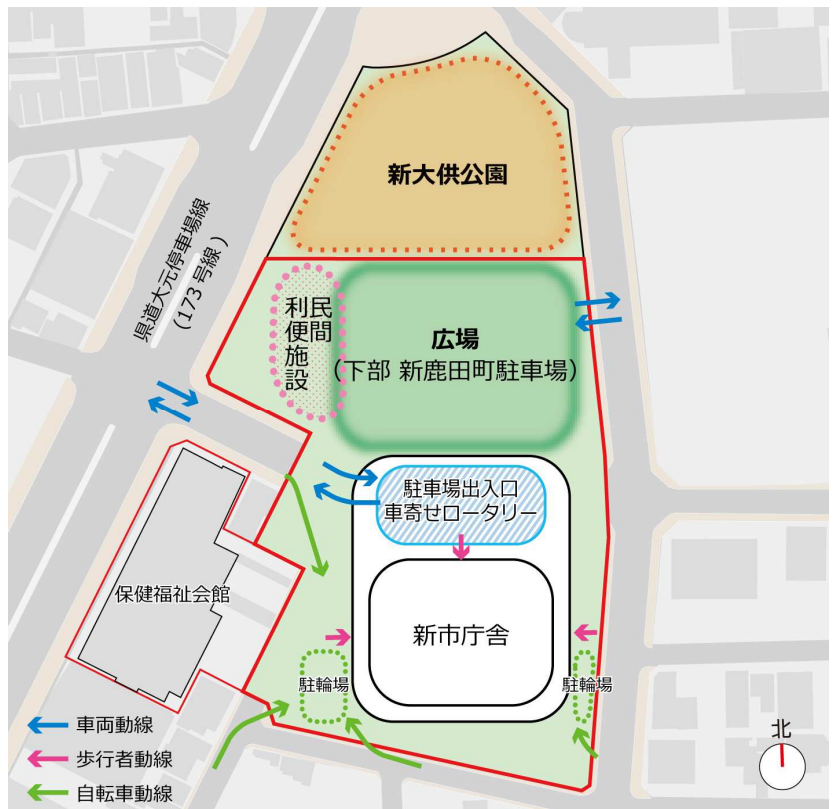 新大供公園
県道大元停車場線
(173号線)
民間
利便施設
広場
(下部 新鹿田町駐車場)
駐車場出入口
車寄せロータリー
保健福祉会館
新市庁舎
駐輪場
駐輪場
車両動線
歩行者動線
自転車動線
北